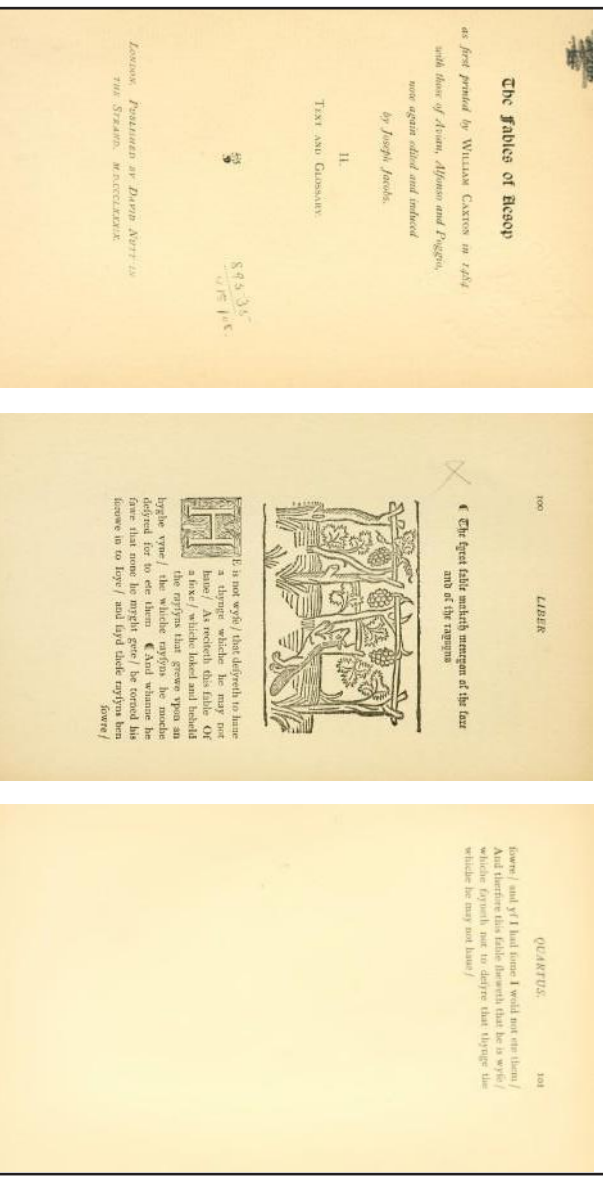 The Fables of Aesop
as first printed by WILLIAM CAXTON in 1484
with those of Avian, Alfonso and Poggio,
now again edited and induced
by Joseph Jacobs.
II.
TEXT AND GLOSSARY.
LONDON. PUBLISHED BY DAVID NUTT IN
THE STRAND. M.D.CCCLXXXIX.
100 LIBER
¶ The fyrst fable maketh mencyon of the foxe
and of the raysyns
HE is not wyſe / that deſyreth to haue
a thynge whiche he may not
haue / As reciteth this fable Of
a foxe / whiche loked and beheld
the rayſyns that grewe vpon an
hyghe vyne / the whiche rayſyns he moche
deſyred for to ete them ¶ And whanne he
ſawe that none he myght gete / he torned his
ſorowe in to Ioye / and ſayd theſe rayſyns ben
ſowre /
QUARTUS. 101
ſowre / and yf I had ſome I wold not ete them /
And therfore this fable ſheweth that he is wyſe /
whiche fayneth not to deſyre that thynge the
whiche he may not haue /